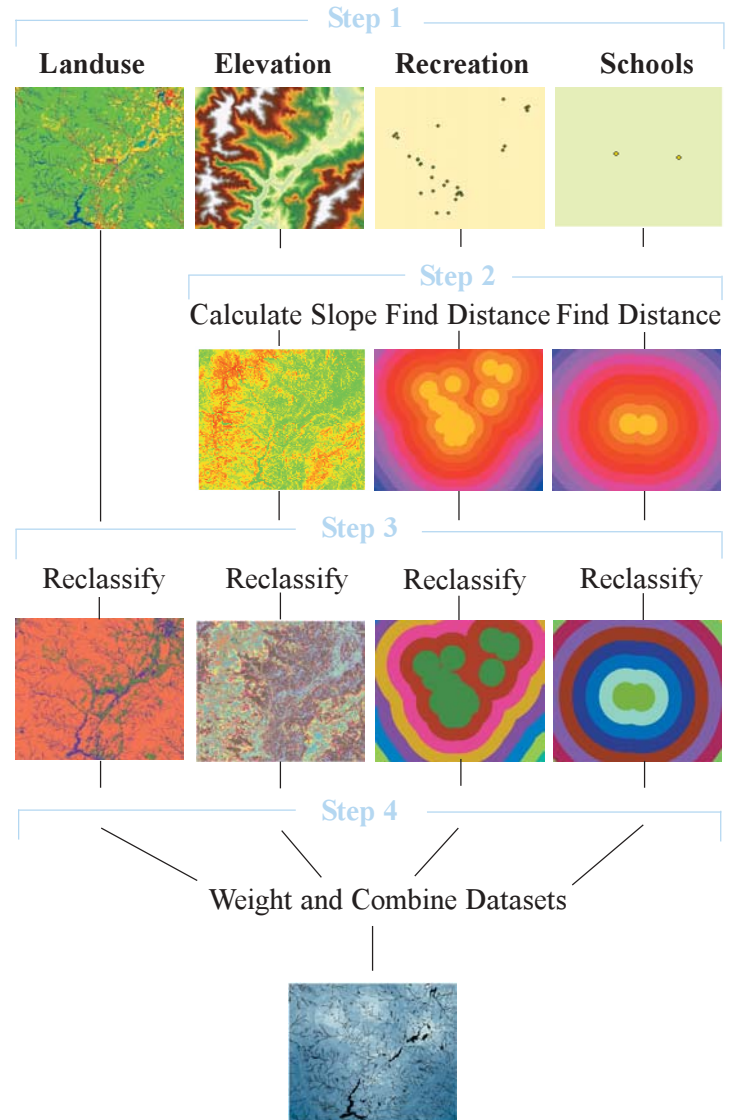 Step 1
Landuse Elevation Recreation Schools
Step 2
Calculate Slope Find Distance Find Distance
Step 3
Reclassify Reclassify Reclassify Reclassify
Step 4
Weight and Combine Datasets